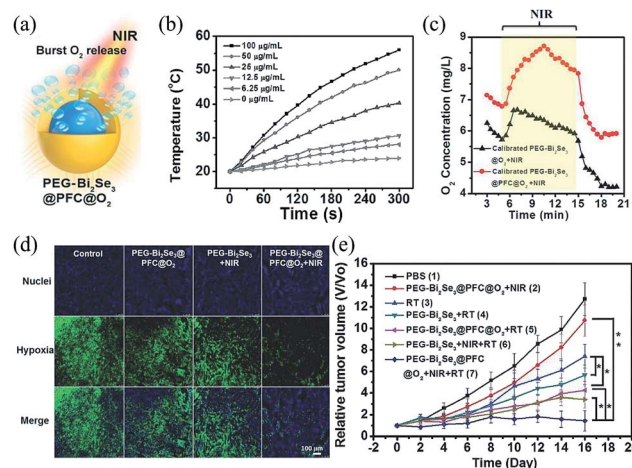 (a)
NIR
Burst O2 release
PEG-Bi2Se3
@PFC@O2
(b)
Temperature (°C)
60
50
40
30
20
10
100 μg/mL
50 μg/mL
25 μg/mL
12.5 μg/mL
6.25 μg/mL
0 μg/mL
0 60 120 180 240 300
Time (s)
(c)
NIR
O2 Concentration (mg/L)
9
8
7
6
5
4
Calibrated PEG-Bi2Se3
@O2+NIR
Calibrated PEG-Bi2Se3
@PFC@O2+NIR
3 6 9 12 15 18 21
Time (min)
(d)
Control
PEG-Bi2Se3@
PFC@O2
PEG-Bi2Se3
+NIR
PEG-Bi2Se3@
PFC@O2+NIR
Nuclei
Hypoxia
Merge
100 μm
(e)
Relative tumor volume (V/Vo)
16
14
12
10
8
6
4
2
0
-2
PBS (1)
PEG-Bi2Se3@PFC@O2+NIR (2)
RT (3)
PEG-Bi2Se3+RT (4)
PEG-Bi2Se3@PFC@O2+RT (5)
PEG-Bi2Se3+NIR+RT (6)
PEG-Bi2Se3@PFC
@O2+NIR+RT (7)
* *
*
*
* *
*
0 2 4 6 8 10 12 14 16
Time (Day)